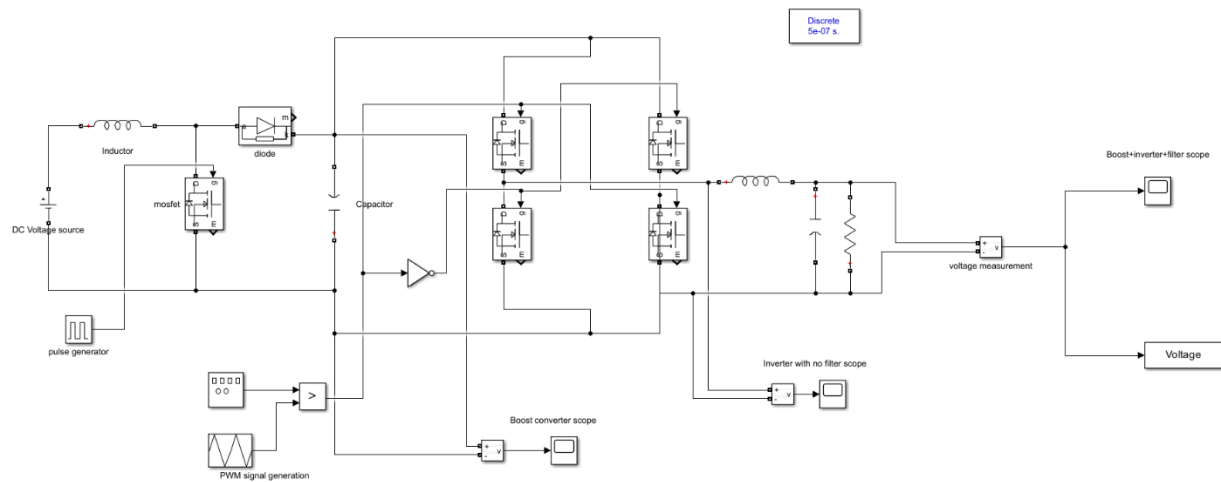 Discrete
5e-07 s.
Inductor
m
a
k
diode
mosfet
g
D
S
m
Capacitor
+
DC Voltage source
g
D
S
m
g
D
S
m
g
D
S
m
g
D
S
m
Boost+inverter+filter scope
+
-
v
voltage measurement
pulse generator
Voltage
Inverter with no filter scope
+
-
v
>
Boost converter scope
+
-
v
PWM signal generation